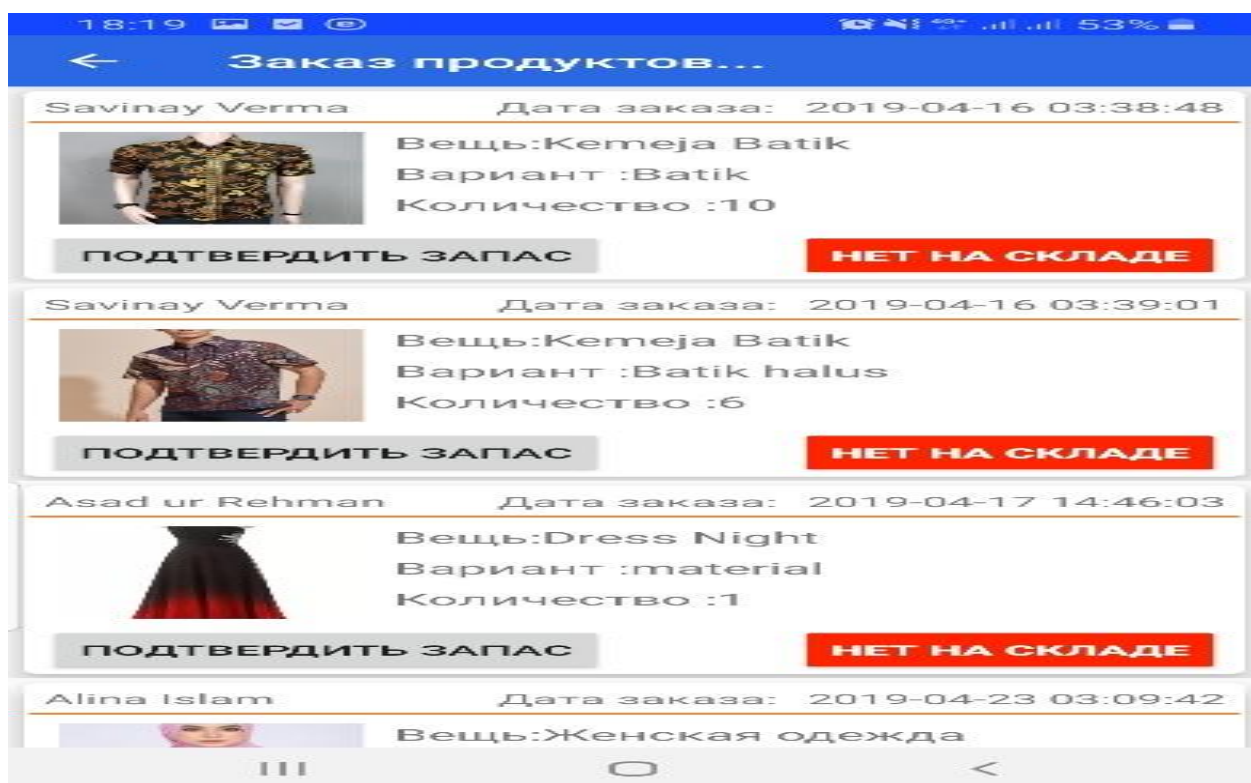 18:19 53%
Заказ продуктов...
Savinay Verma Дата заказа: 2019-04-16 03:38:48
Вещь:Kemeja Batik
Вариант :Batik
Количество :10
ПОДТВЕРДИТЬ ЗАПАС НЕТ НА СКЛАДЕ
Savinay Verma Дата заказа: 2019-04-16 03:39:01
Вещь:Kemeja Batik
Вариант :Batik halus
Количество :6
ПОДТВЕРДИТЬ ЗАПАС НЕТ НА СКЛАДЕ
Asad ur Rehman Дата заказа: 2019-04-17 14:46:03
Вещь:Dress Night
Вариант :material
Количество :1
ПОДТВЕРДИТЬ ЗАПАС НЕТ НА СКЛАДЕ
Alina Islam Дата заказа: 2019-04-23 03:09:42
Вещь:Женская одежда